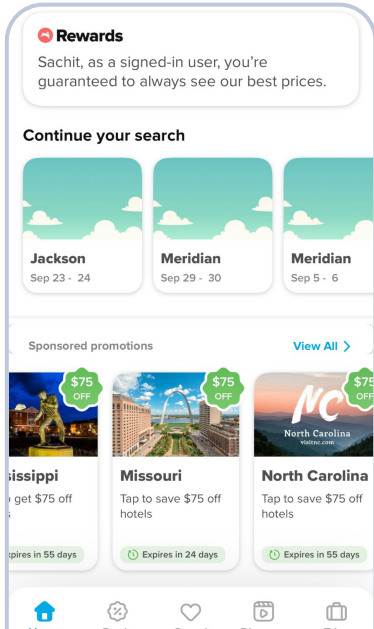 Rewards
Sachit, as a signed-in user, you're
guaranteed to always see our best prices.
Continue your search
Jackson
Sep 23 - 24
Meridian
Sep 29 - 30
Meridian
Sep 5 - 6
Sponsored promotions
View All
$75
OFF
sissippi
get $75 off
xpires in 55 days
$75
OFF
Missouri
Tap to save $75 off
hotels
Expires in 24 days
$75
OFF
NC
North Carolina
visitnc.com
North Carolina
Tap to save $75 off
hotels
Expires in 55 days